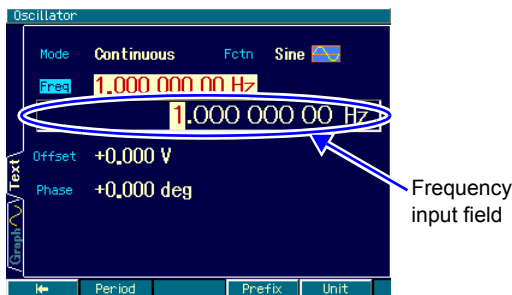 Oscillator
Mode Continuous Fctn Sine
Freq 1.000 000 00 Hz
1.000 000 00 Hz
Offset +0.000 V
Phase +0.000 deg
Text
Graph
Frequency
input field
Period Prefix Unit